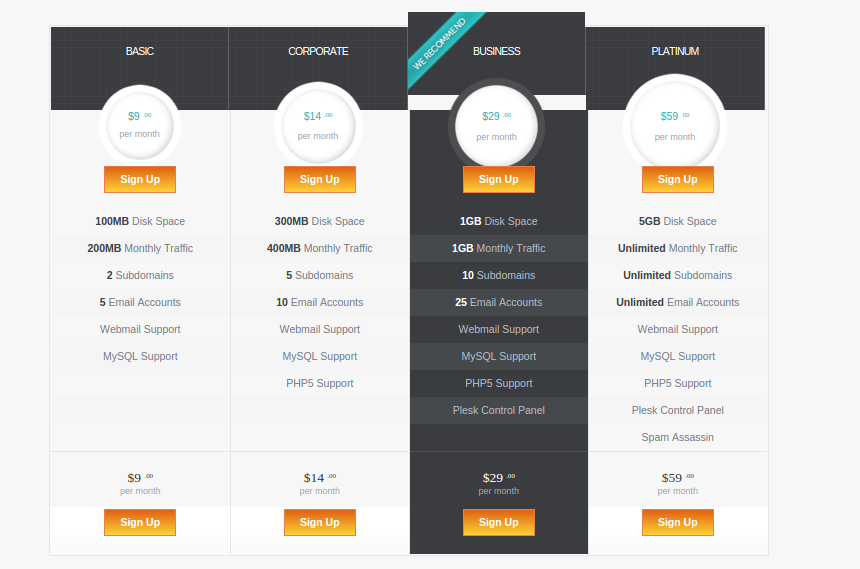 WE RECOMMEND
BASIC CORPORATE BUSINESS PLATINUM
$9 .00 $14 .00 $29 .00 $59 .00
per month per month per month per month
Sign Up Sign Up Sign Up Sign Up
100MB Disk Space 300MB Disk Space 1GB Disk Space 5GB Disk Space
200MB Monthly Traffic 400MB Monthly Traffic 1GB Monthly Traffic Unlimited Monthly Traffic
2 Subdomains 5 Subdomains 10 Subdomains Unlimited Subdomains
5 Email Accounts 10 Email Accounts 25 Email Accounts Unlimited Email Accounts
Webmail Support Webmail Support Webmail Support Webmail Support
MySQL Support MySQL Support MySQL Support MySQL Support
PHP5 Support PHP5 Support PHP5 Support
Plesk Control Panel Plesk Control Panel
Spam Assassin
$9 .00 $14 .00 $29 .00 $59 .00
per month per month per month per month
Sign Up Sign Up Sign Up Sign Up